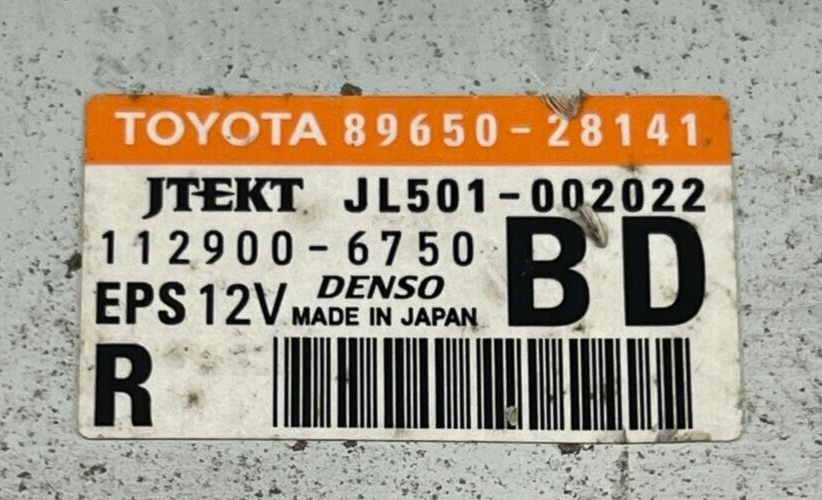 TOYOTA 89650-28141
JTEKT JL501-002022
112900-6750 BD
EPS 12V DENSO
MADE IN JAPAN
R